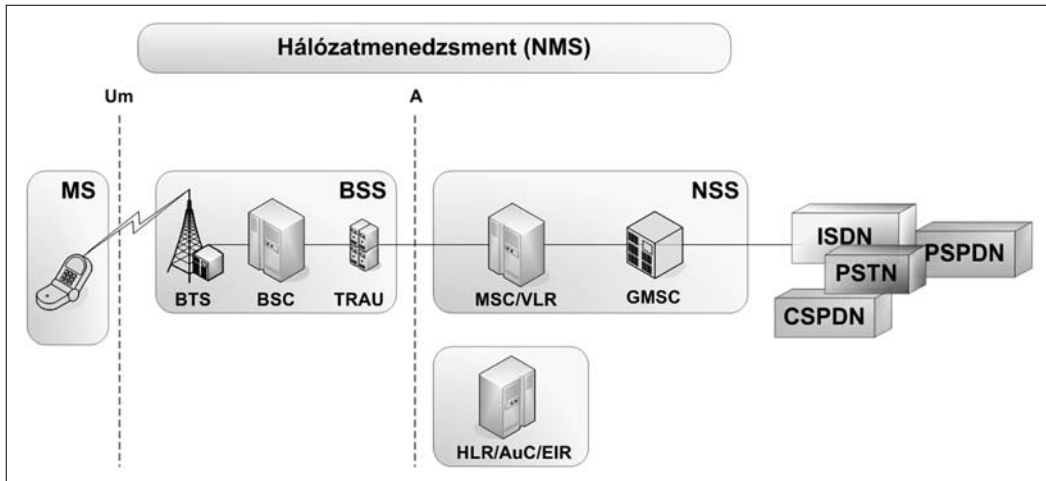 Hálózatmenedzsment (NMS)
Um
A
MS
BSS
NSS
BTS
BSC
TRAU
MSC/VLR
GMSC
ISDN
PSPDN
PSTN
CSPDN
HLR/AuC/EIR